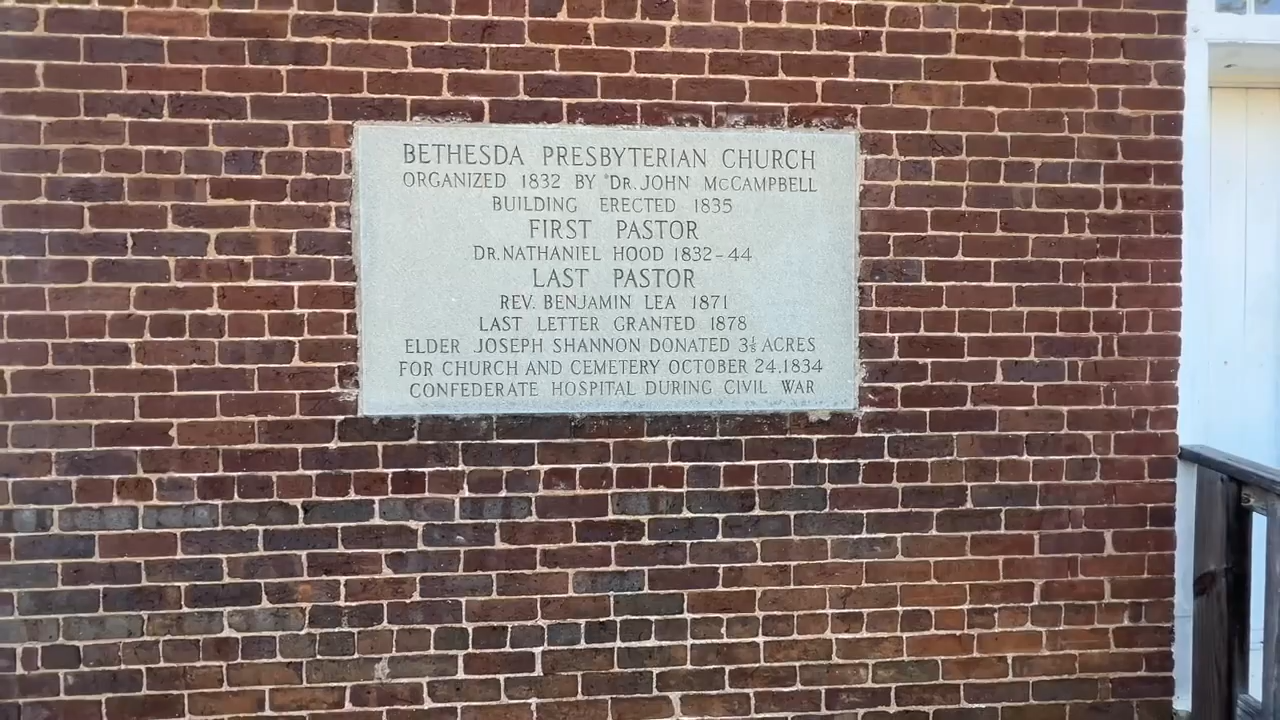 BETHESDA PRESBYTERIAN CHURCH
ORGANIZED 1832 BY DR. JOHN McCAMPBELL
BUILDING ERECTED 1835
FIRST PASTOR
DR. NATHANIEL HOOD 1832-44
LAST PASTOR
REV. BENJAMIN LEA 1871
LAST LETTER GRANTED 1878
ELDER JOSEPH SHANNON DONATED 3⅛ ACRES
FOR CHURCH AND CEMETERY OCTOBER 24, 1834
CONFEDERATE HOSPITAL DURING CIVIL WAR